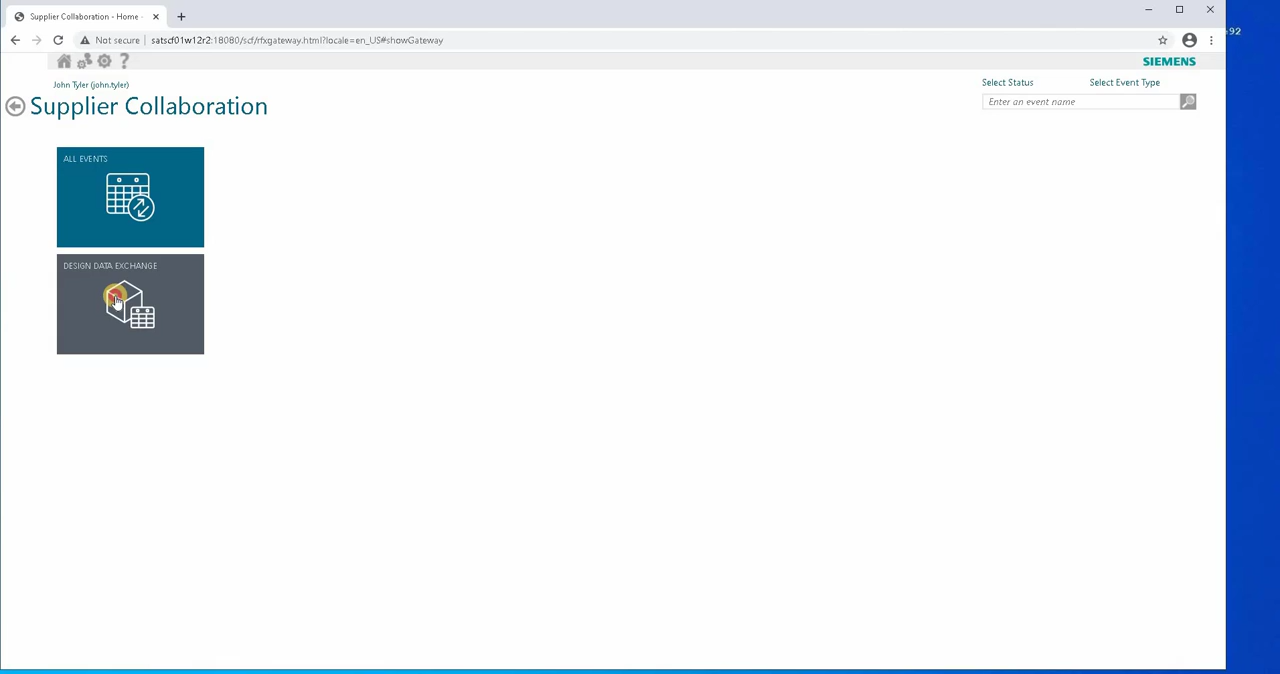 Supplier Collaboration - Home -
Not secure satscf01w12r2:18080/scf/rfxgateway.html?locale=en_US#showGateway
92
SIEMENS
John Tyler (john.tyler)
Supplier Collaboration
Select Status Select Event Type
Enter an event name
ALL EVENTS
DESIGN DATA EXCHANGE